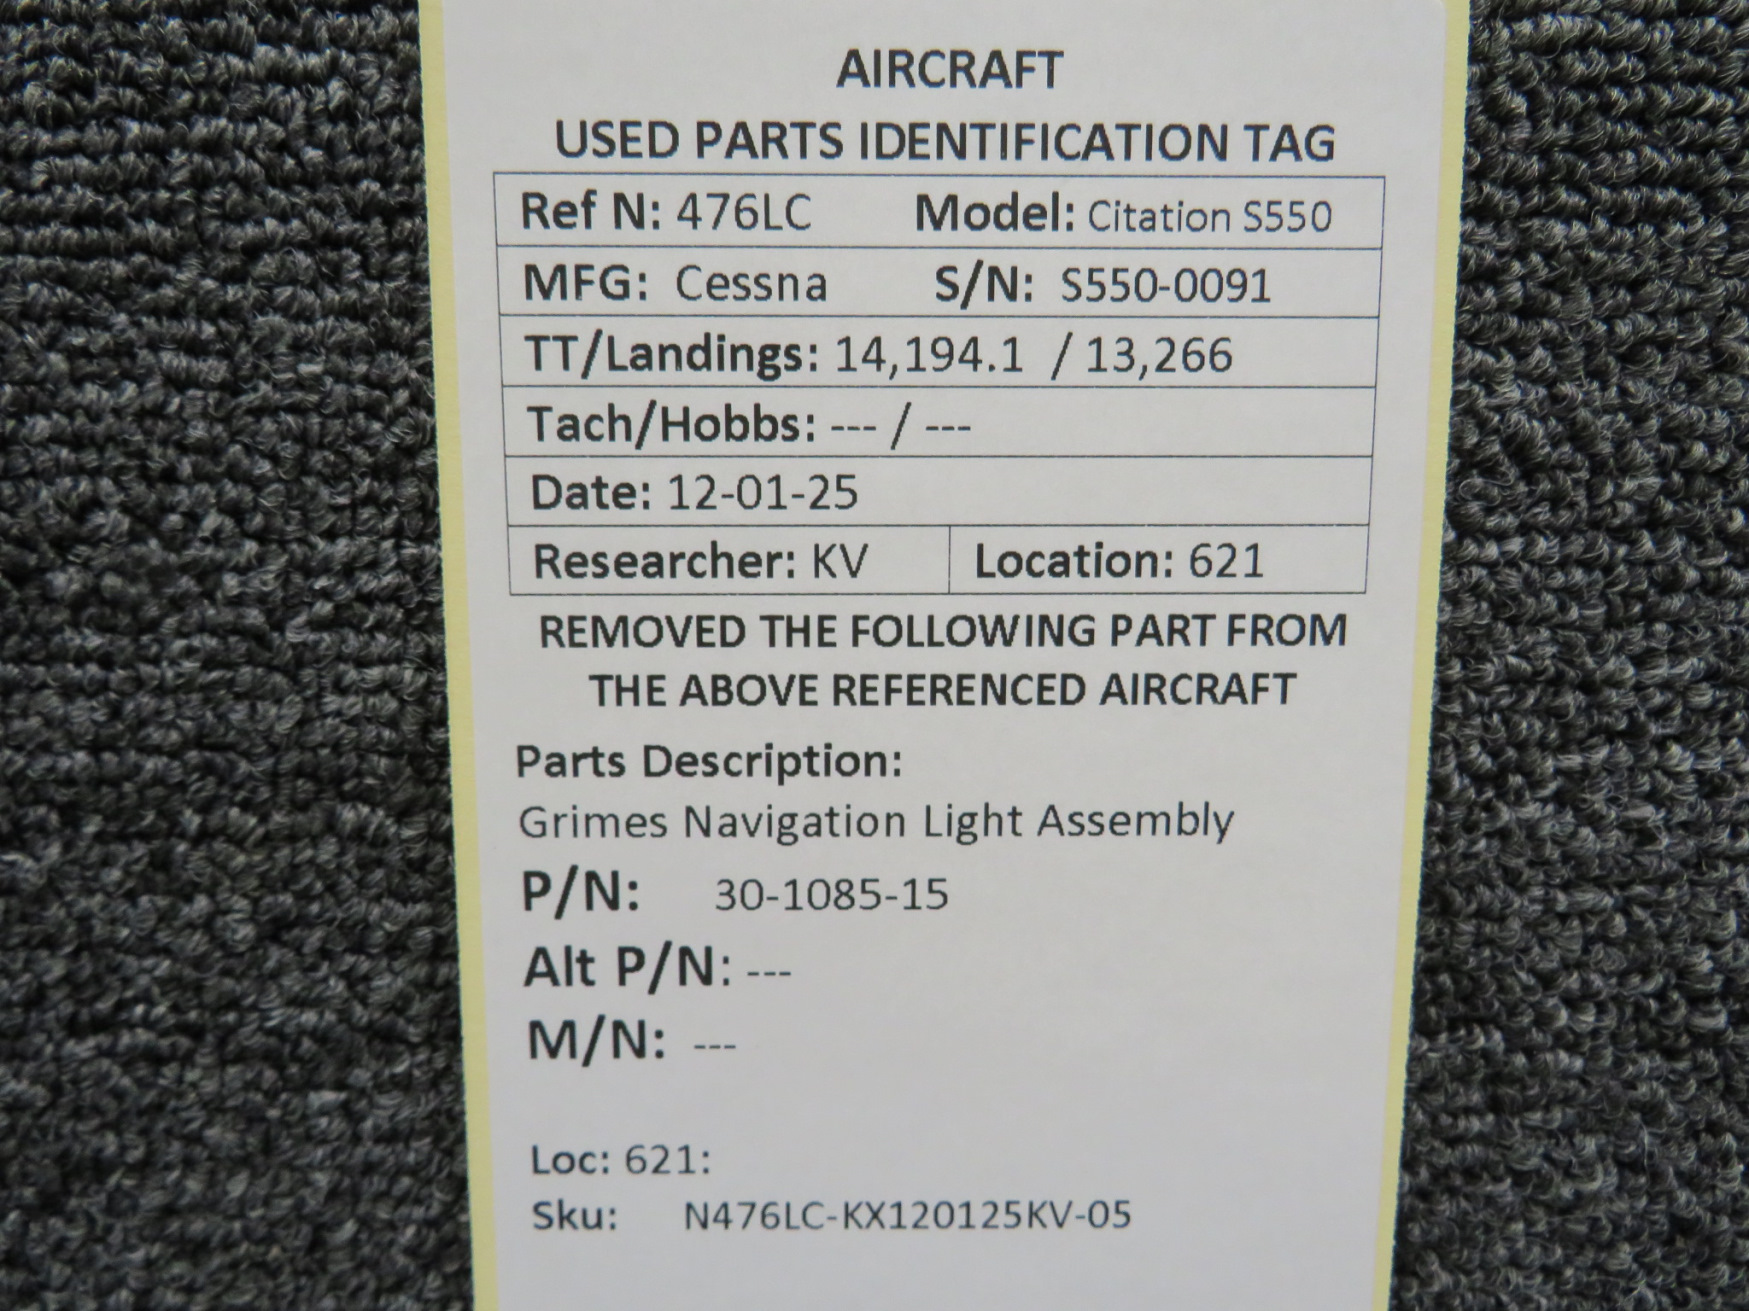 AIRCRAFT
USED PARTS IDENTIFICATION TAG
Ref N: 476LC Model: Citation S550
MFG: Cessna S/N: S550-0091
TT/Landings: 14,194.1 / 13,266
Tach/Hobbs: --- / ---
Date: 12-01-25
Researcher: KV Location: 621
REMOVED THE FOLLOWING PART FROM
THE ABOVE REFERENCED AIRCRAFT
Parts Description:
Grimes Navigation Light Assembly
P/N: 30-1085-15
Alt P/N: ---
M/N: ---
Loc: 621:
Sku: N476LC-KX120125KV-05